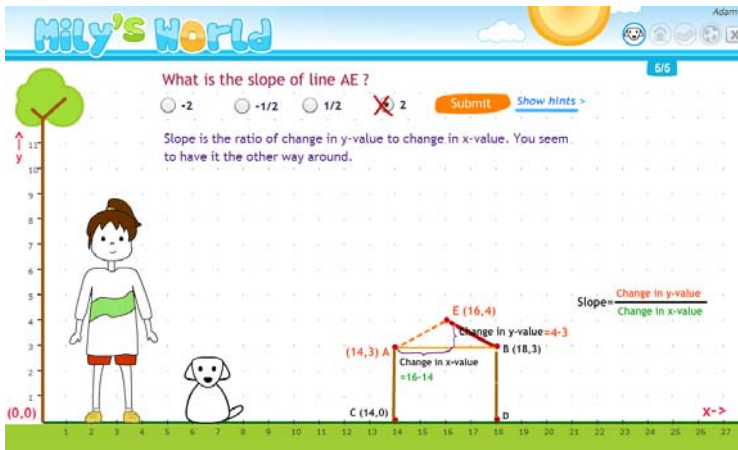 Adam
Mily's World
5/5
What is the slope of line AE ?
-2 -1/2 1/2 2 Submit Show hints >
Slope is the ratio of change in y-value to change in x-value. You seem
to have it the other way around.
y
11
10
9
8
7
6
5
4
3
2
1
(0,0)
E (16,4)
Slope= Change in y-value
Change in x-value
Change in y-value=4-3
(14,3) A
B (18,3)
Change in x-value
=16-14
C (14,0)
D
X->
1 2 3 4 5 6 7 8 9 10 11 12 13 14 15 16 17 18 19 20 21 22 23 24 25 26 27